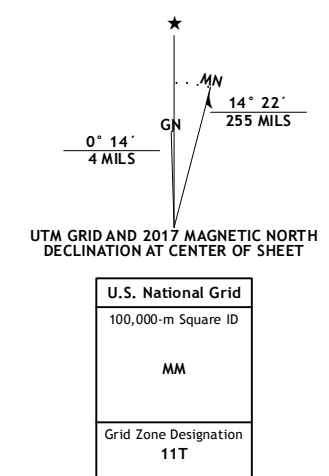 ★
MN
14° 22´
255 MILS
GN
0° 14´
4 MILS
UTM GRID AND 2017 MAGNETIC NORTH
DECLINATION AT CENTER OF SHEET
U.S. National Grid
100,000-m Square ID
MM
Grid Zone Designation
11T